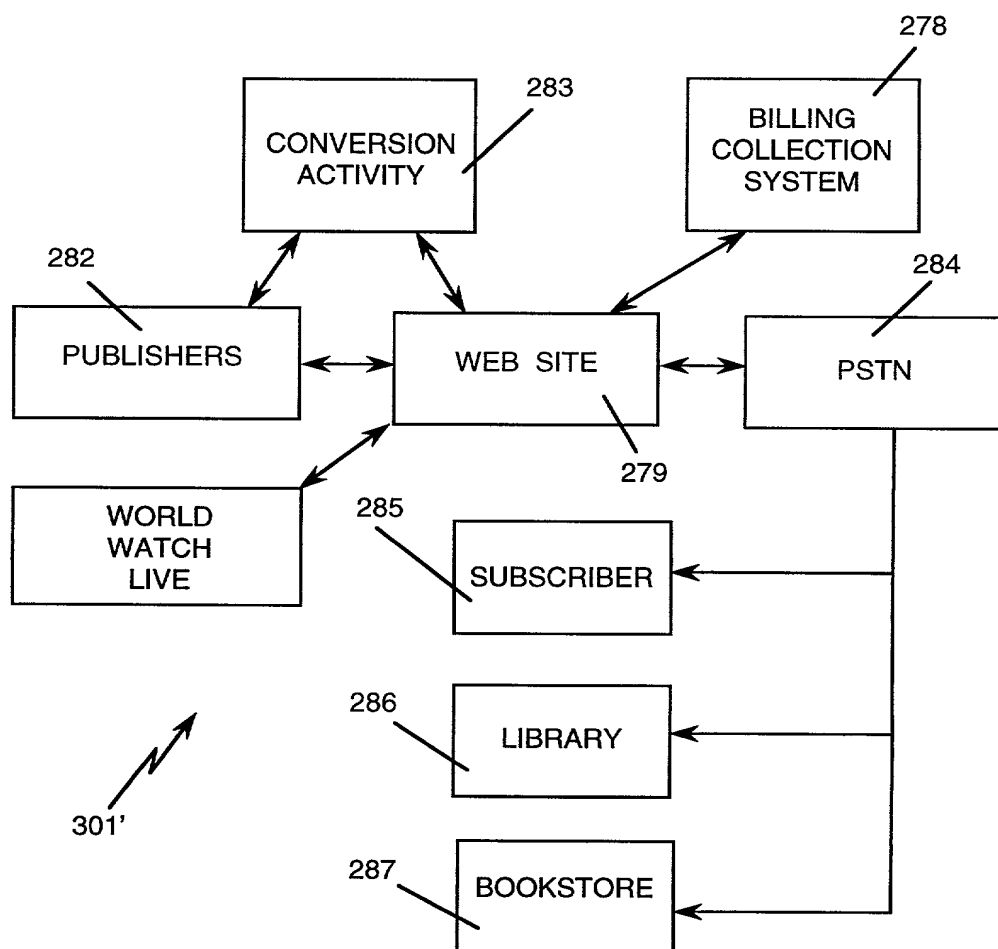 278
283
CONVERSION
ACTIVITY
BILLING
COLLECTION
SYSTEM
282
284
PUBLISHERS
WEB SITE
PSTN
279
285
WORLD
WATCH
LIVE
SUBSCRIBER
286
LIBRARY
301'
287
BOOKSTORE